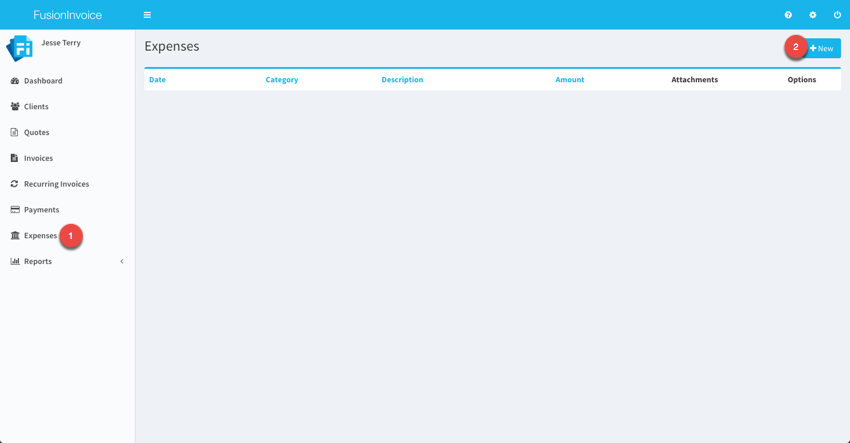 FusionInvoice
Jesse Terry
Dashboard
Clients
Quotes
Invoices
Recurring Invoices
Payments
Expenses 1
Reports
Expenses
2 + New
Date Category Description Amount Attachments Options